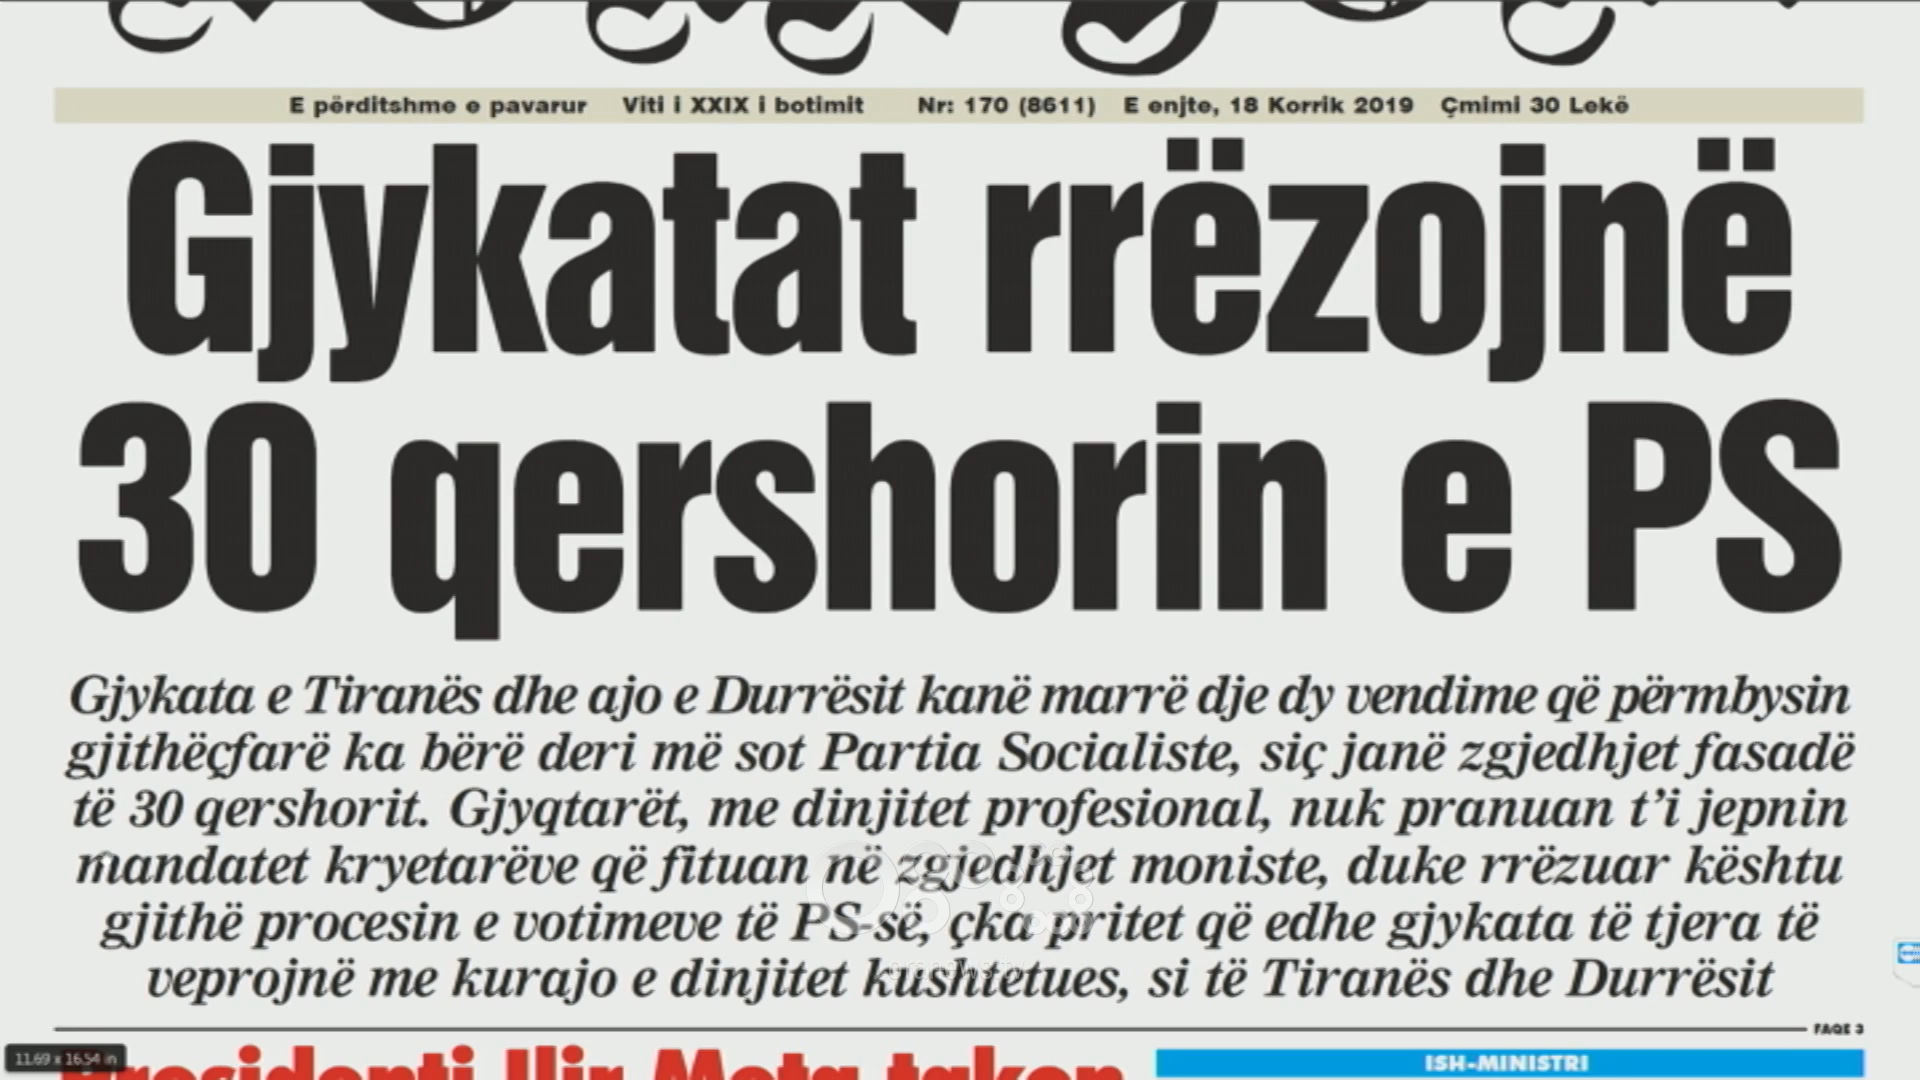 E përditshme e pavarur Viti i XXIX i botimit Nr: 170 (8611) E enjte, 18 Korrik 2019 Çmimi 30 Lekë
Gjykatat rrëzojnë
30 qershorin e PS
Gjykata e Tiranës dhe ajo e Durrësit kanë marrë dje dy vendime që përmbysin
gjithëçfarë ka bërë deri më sot Partia Socialiste, siç janë zgjedhjet fasadë
të 30 qershorit. Gjyqtarët, me dinjitet profesional, nuk pranuan t’i jepnin
mandatet kryetarëve që fituan në zgjedhjet moniste, duke rrëzuar kështu
gjithë procesin e votimeve të PS-së, çka pritet që edhe gjykata të tjera të
veprojnë me kurajo e dinjitet kushtetues, si të Tiranës dhe Durrësit
FAQE 3
11.69 x 16.54 in
Presidenti Ilir Meta takon
ISH-MINISTRI